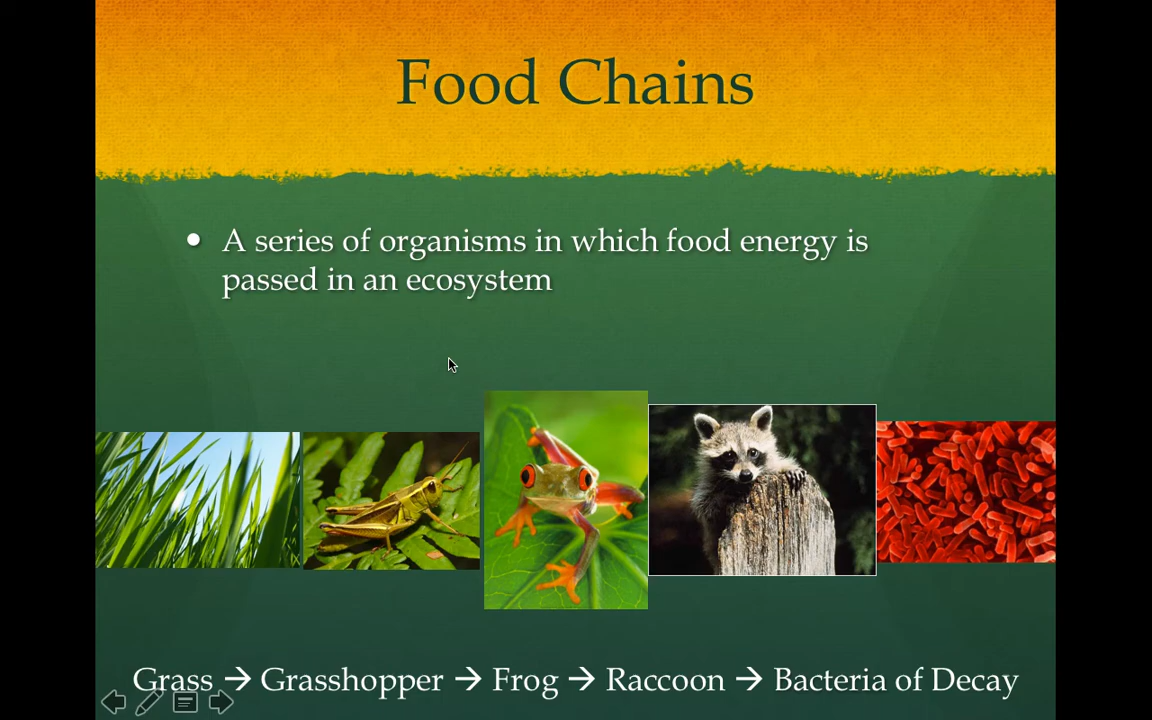 Food Chains
• A series of organisms in which food energy is
passed in an ecosystem
Grass → Grasshopper → Frog → Raccoon → Bacteria of Decay